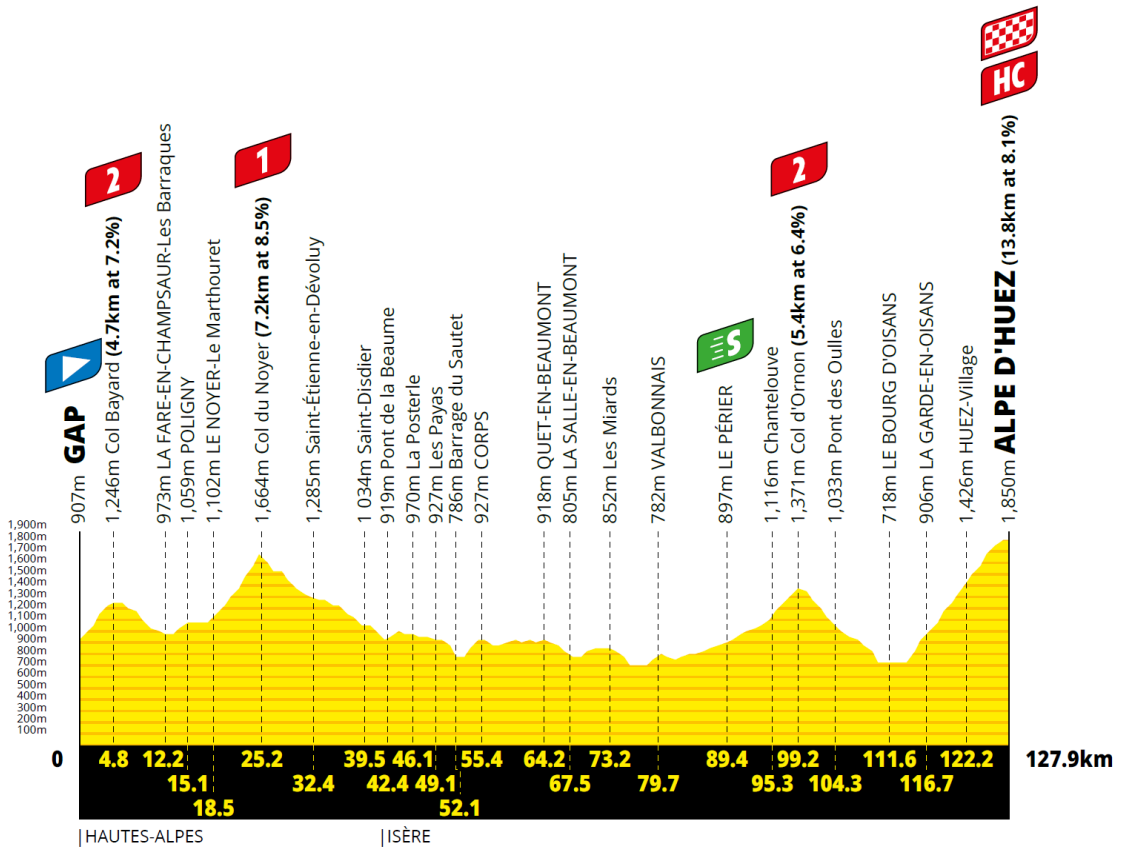 HC
2
1
2
S
GAP
907m
1,246m Col Bayard (4.7km at 7.2%)
973m LA FARE-EN-CHAMPSAUR-Les Barraques
1,059m POLIGNY
1,102m LE NOYER-Le Marthouret
1,664m Col du Noyer (7.2km at 8.5%)
1,285m Saint-Étienne-en-Dévoluy
1 034m Saint-Disdier
919m Pont de la Beaume
970m La Posterle
927m Les Payas
786m Barrage du Sautet
927m CORPS
918m QUET-EN-BEAUMONT
805m LA SALLE-EN-BEAUMONT
852m Les Miards
782m VALBONNAIS
897m LE PÉRIER
1,116m Chantelouve
1,371m Col d'Ornon (5.4km at 6.4%)
1,033m Pont des Oulles
718m LE BOURG D'OISANS
906m LA GARDE-EN-OISANS
1,426m HUEZ-Village
1,850m ALPE D'HUEZ (13.8km at 8.1%)
1,900m
1,800m
1,700m
1,600m
1,500m
1,400m
1,300m
1,200m
1,100m
1,000m
900m
800m
700m
600m
500m
400m
300m
200m
100m
0 4.8 12.2 25.2 39.5 46.1 55.4 64.2 73.2 89.4 99.2 111.6 122.2 127.9km
15.1 32.4 42.4 49.1 67.5 79.7 95.3 104.3 116.7
18.5 52.1
|HAUTES-ALPES |ISÈRE